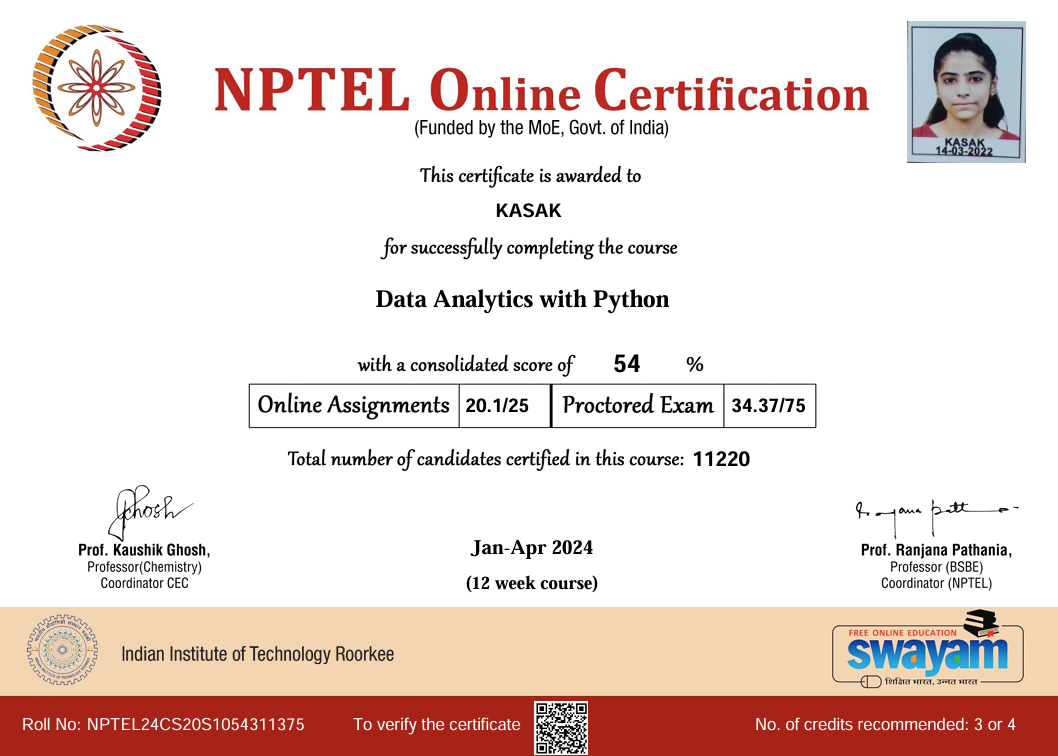 NPTEL Online Certification
(Funded by the MoE, Govt. of India)
KASAK
14-03-2022
This certificate is awarded to
KASAK
for successfully completing the course
Data Analytics with Python
with a consolidated score of 54 %
Online Assignments 20.1/25 Proctored Exam 34.37/75
Total number of candidates certified in this course: 11220
Ghosh
Prof. Kaushik Ghosh,
Professor(Chemistry)
Coordinator CEC
Jan-Apr 2024
(12 week course)
Prof. Ranjana Pathania,
Professor (BSBE)
Coordinator (NPTEL)
Indian Institute of Technology Roorkee
FREE ONLINE EDUCATION
swayam
शिक्षित भारत, उन्नत भारत
Roll No: NPTEL24CS20S1054311375
To verify the certificate
No. of credits recommended: 3 or 4